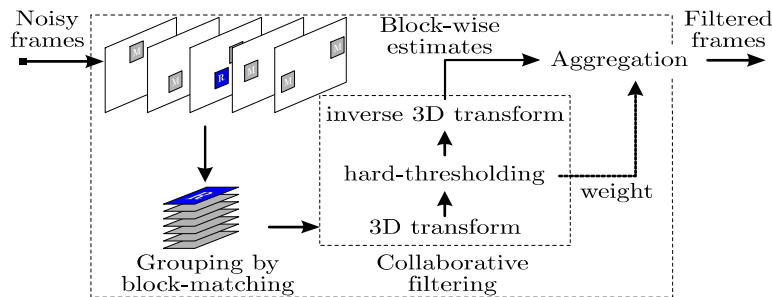 Noisy
frames
M
M
R
M
M
M
Block-wise
estimates
Filtered
frames
Aggregation
inverse 3D transform
hard-thresholding
weight
3D transform
Grouping by
block-matching
Collaborative
filtering